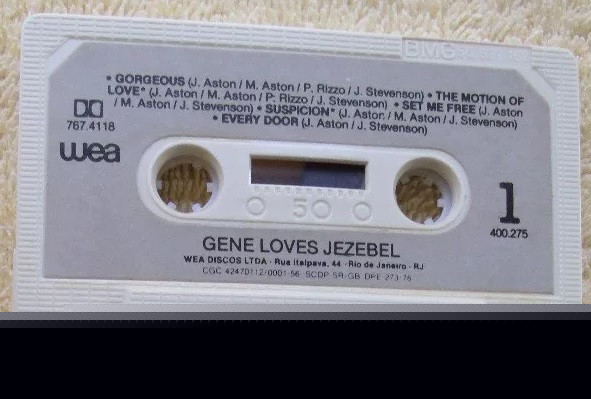 BMG
• GORGEOUS (J. Aston / M. Aston / P. Rizzo / J. Stevenson) • THE MOTION OF
LOVE* (J. Aston / M. Aston / P. Rizzo / J. Stevenson) • SET ME FREE (J. Aston
/ M. Aston / J. Stevenson) • SUSPICION* (J. Aston / M. Aston / J. Stevenson)
• EVERY DOOR (J. Aston / J. Stevenson)
767.4118
wea
50
1
400.275
GENE LOVES JEZEBEL
WEA DISCOS LTDA - Rua Itaipava, 44 - Rio de Janeiro - RJ
CGC 42470112/0001-56 SCDP-SR-GB-DPF 273-76